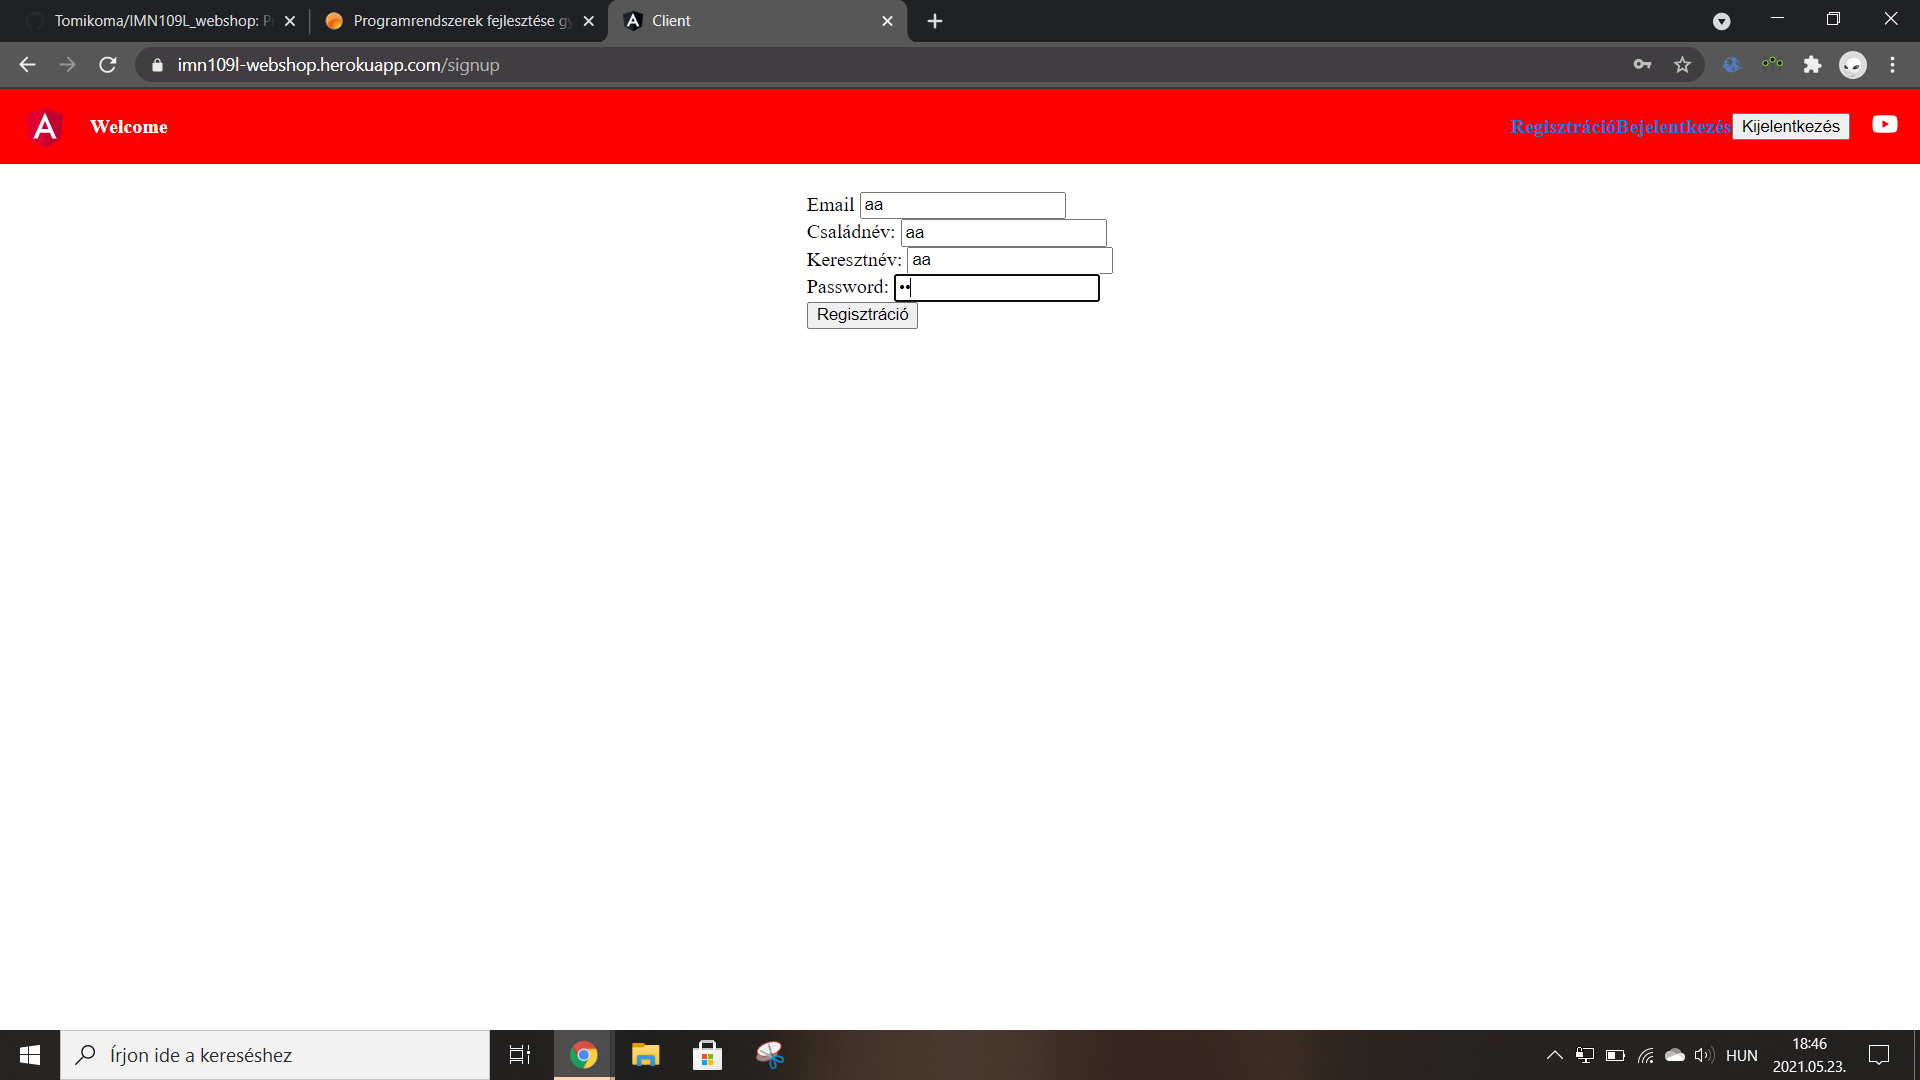 Tomikoma/IMN109L_webshop: P
Programrendszerek fejlesztése gy
Client
imn109l-webshop.herokuapp.com/signup
Welcome
RegisztrációBejelentkezés Kijelentkezés
Email aa
Családnév: aa
Keresztnév: aa
Password: ••
Regisztráció
Írjon ide a kereséshez
HUN
18:46
2021.05.23.